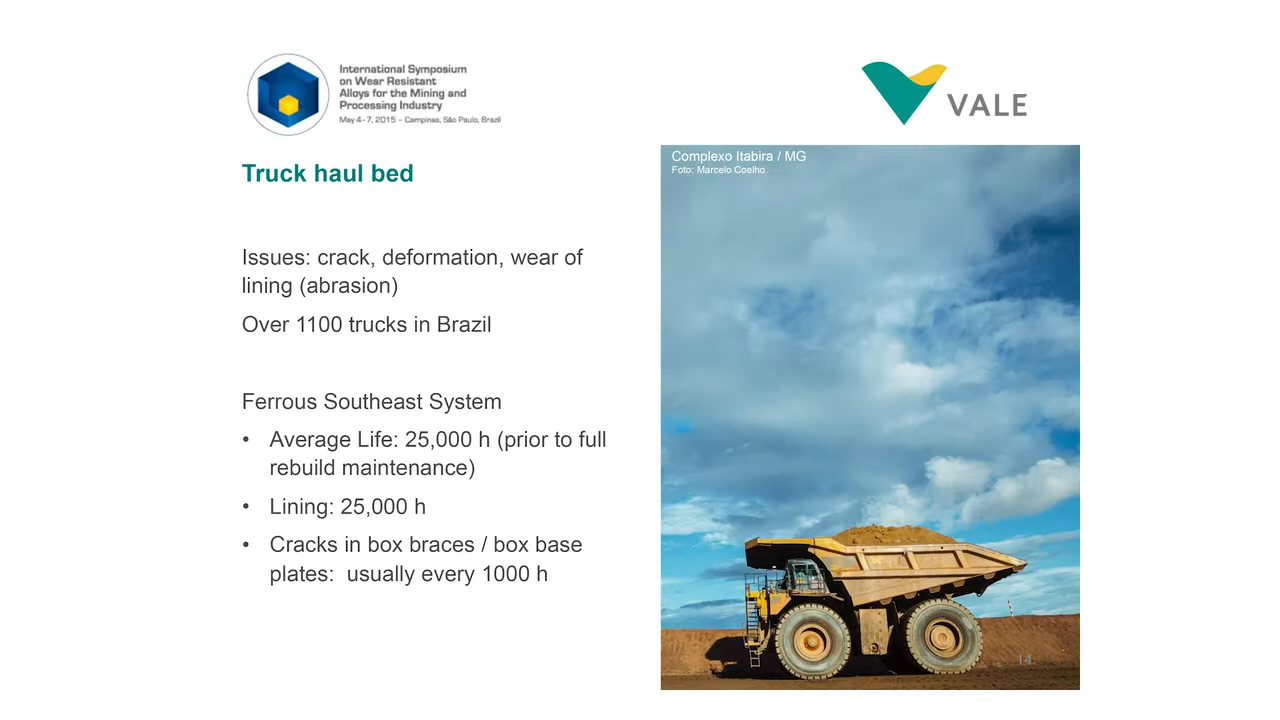 International Symposium
on Wear Resistant
Alloys for the Mining and
Processing Industry
May 4–7, 2015 – Campinas, São Paulo, Brazil
VALE
Truck haul bed
Complexo Itabira / MG
Foto: Marcelo Coelho
Issues: crack, deformation, wear of
lining (abrasion)
Over 1100 trucks in Brazil
Ferrous Southeast System
• Average Life: 25,000 h (prior to full
rebuild maintenance)
• Lining: 25,000 h
• Cracks in box braces / box base
plates:  usually every 1000 h
14